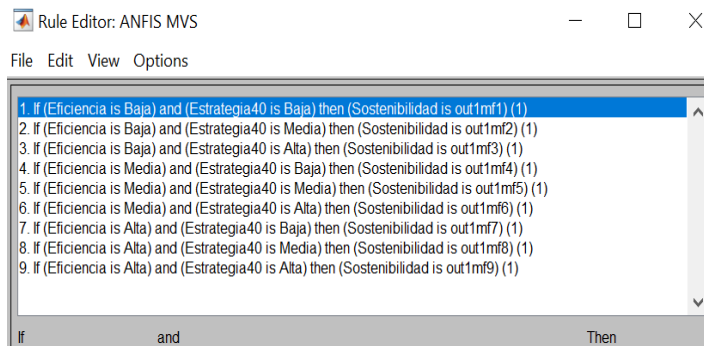 Rule Editor: ANFIS MVS
File Edit View Options
1. If (Eficiencia is Baja) and (Estrategia40 is Baja) then (Sostenibilidad is out1mf1) (1)
2. If (Eficiencia is Baja) and (Estrategia40 is Media) then (Sostenibilidad is out1mf2) (1)
3. If (Eficiencia is Baja) and (Estrategia40 is Alta) then (Sostenibilidad is out1mf3) (1)
4. If (Eficiencia is Media) and (Estrategia40 is Baja) then (Sostenibilidad is out1mf4) (1)
5. If (Eficiencia is Media) and (Estrategia40 is Media) then (Sostenibilidad is out1mf5) (1)
6. If (Eficiencia is Media) and (Estrategia40 is Alta) then (Sostenibilidad is out1mf6) (1)
7. If (Eficiencia is Alta) and (Estrategia40 is Baja) then (Sostenibilidad is out1mf7) (1)
8. If (Eficiencia is Alta) and (Estrategia40 is Media) then (Sostenibilidad is out1mf8) (1)
9. If (Eficiencia is Alta) and (Estrategia40 is Alta) then (Sostenibilidad is out1mf9) (1)
If and Then